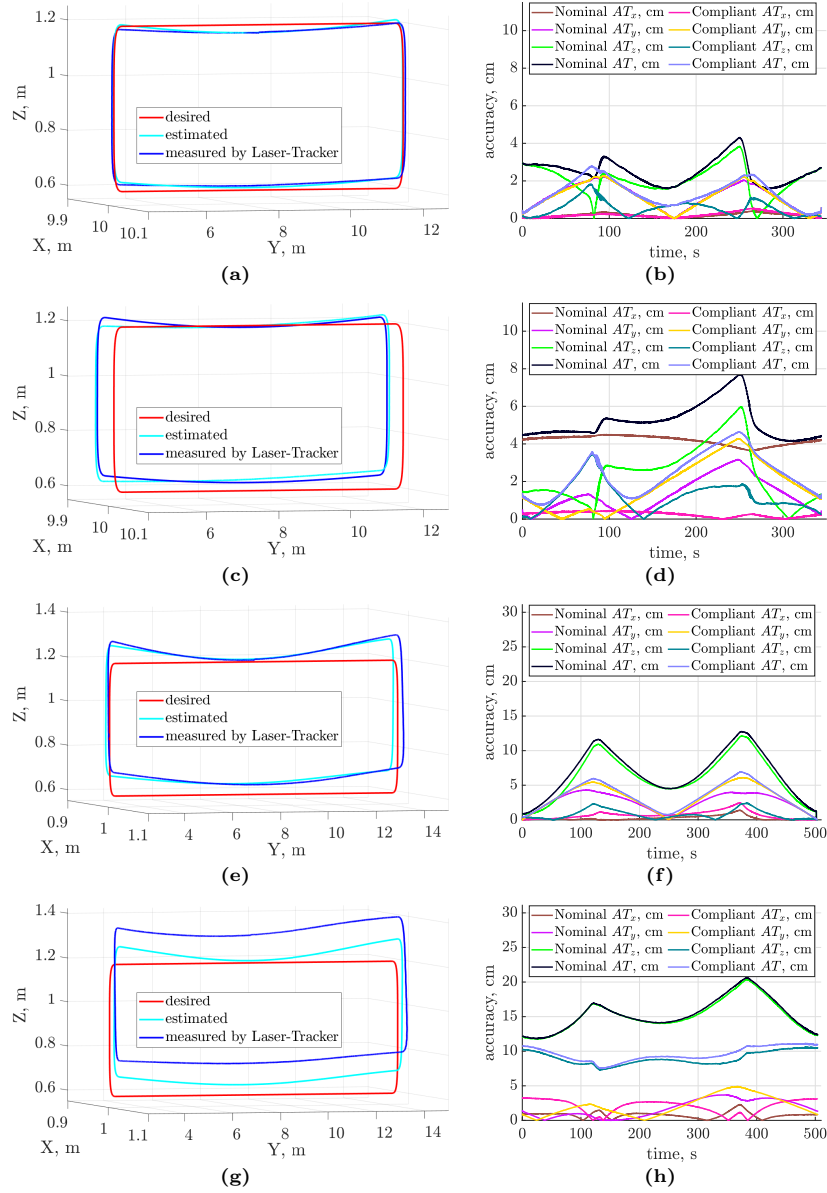 1.2
1
0.8
0.6
Z, m
9.9
10
10.1
X, m
6
8
10
12
Y, m
desired
estimated
measured by Laser-Tracker
(a)
10
8
6
4
2
0
accuracy, cm
Nominal ATx, cm
Nominal ATy, cm
Nominal ATz, cm
Nominal AT, cm
Compliant ATx, cm
Compliant ATy, cm
Compliant ATz, cm
Compliant AT, cm
0
100
200
300
time, s
(b)
1.2
1
0.8
0.6
Z, m
9.9
10
10.1
X, m
6
8
10
12
Y, m
desired
estimated
measured by Laser-Tracker
(c)
10
8
6
4
2
0
accuracy, cm
Nominal ATx, cm
Nominal ATy, cm
Nominal ATz, cm
Nominal AT, cm
Compliant ATx, cm
Compliant ATy, cm
Compliant ATz, cm
Compliant AT, cm
0
100
200
300
time, s
(d)
1.4
1.2
1
0.8
0.6
Z, m
0.9
1
1.1
X, m
4
6
8
10
12
14
Y, m
desired
estimated
measured by Laser-Tracker
(e)
30
25
20
15
10
5
0
accuracy, cm
Nominal ATx, cm
Nominal ATy, cm
Nominal ATz, cm
Nominal AT, cm
Compliant ATx, cm
Compliant ATy, cm
Compliant ATz, cm
Compliant AT, cm
0
100
200
300
400
500
time, s
(f)
1.4
1.2
1
0.8
0.6
Z, m
0.9
1
1.1
X, m
4
6
8
10
12
14
Y, m
desired
estimated
measured by Laser-Tracker
(g)
30
25
20
15
10
5
0
accuracy, cm
Nominal ATx, cm
Nominal ATy, cm
Nominal ATz, cm
Nominal AT, cm
Compliant ATx, cm
Compliant ATy, cm
Compliant ATz, cm
Compliant AT, cm
0
100
200
300
400
500
time, s
(h)